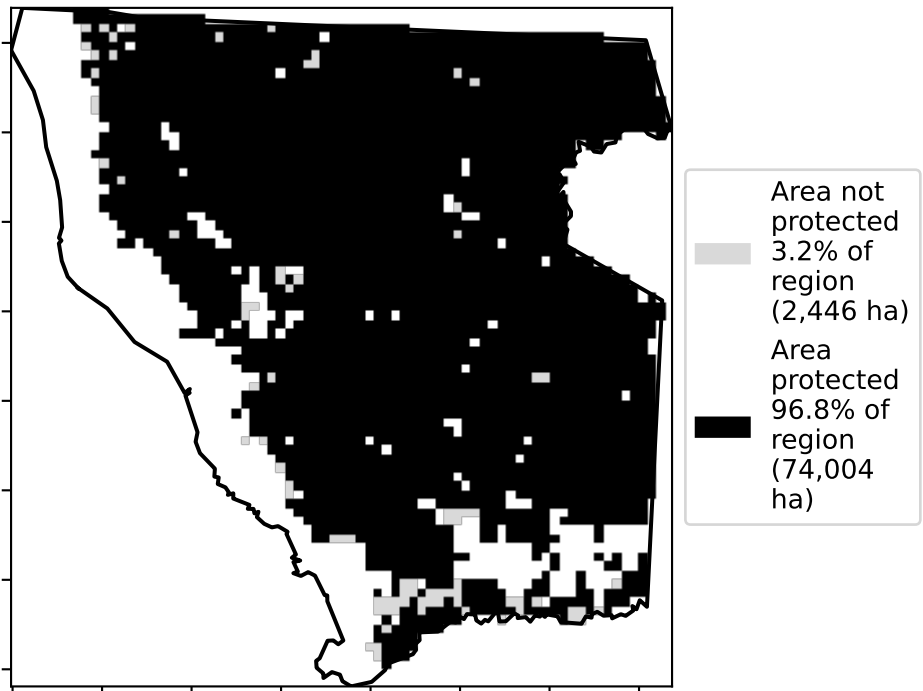 Area not
protected
3.2% of
region
(2,446 ha)
Area
protected
96.8% of
region
(74,004
ha)